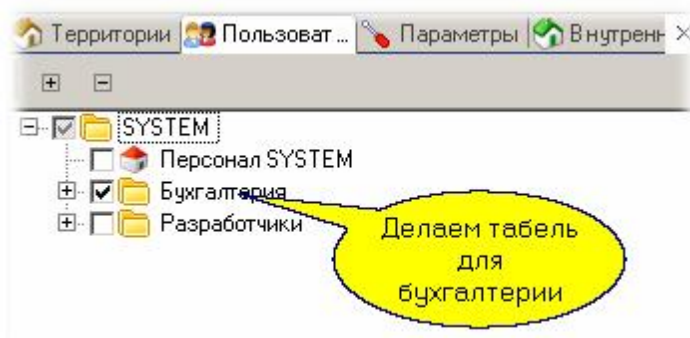 Территории Пользоват... Параметры Внутренн
SYSTEM
Персонал SYSTEM
Бухгалтерия
Разработчики
Делаем табель
для
бухгалтерии